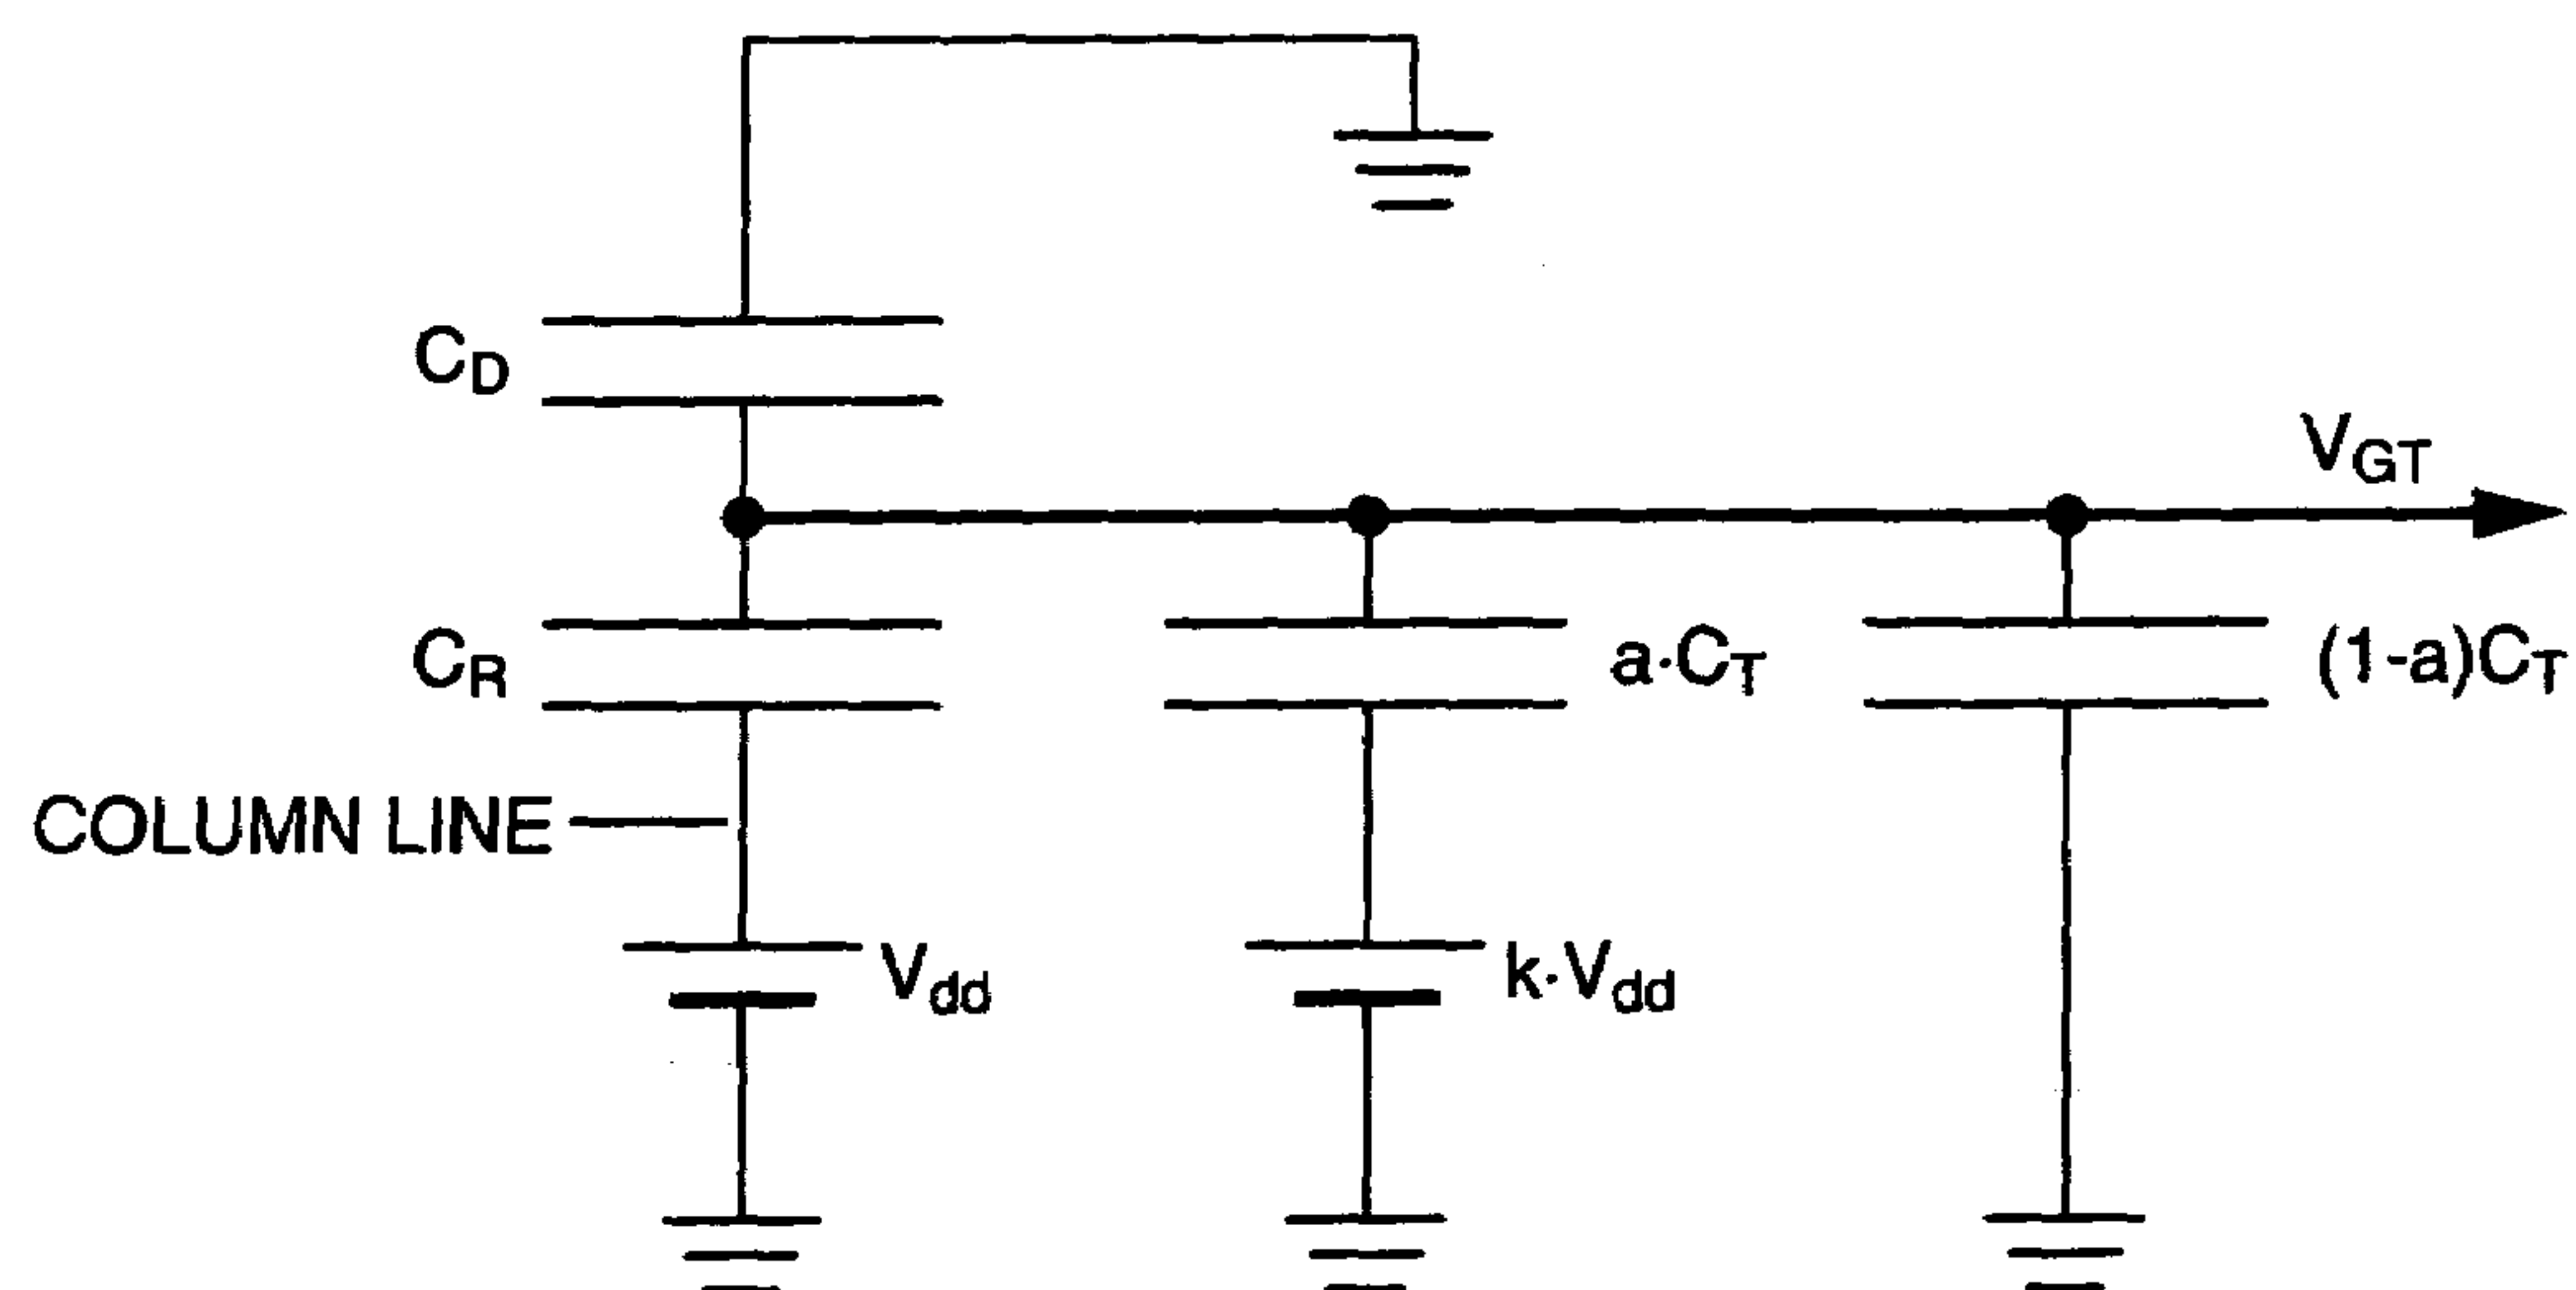 C_D
V_GT
C_R
a·C_T
(1-a)C_T
COLUMN LINE
V_dd
k·V_dd